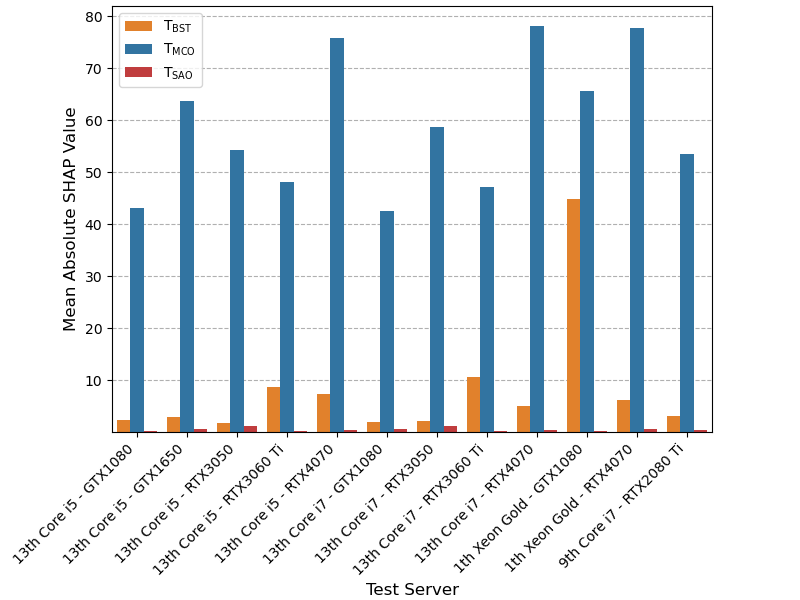 T_BST
T_MCO
T_SAO
80
70
60
50
40
30
20
10
Mean Absolute SHAP Value
13th Core i5 - GTX1080
13th Core i5 - GTX1650
13th Core i5 - RTX3050
13th Core i5 - RTX3060 Ti
13th Core i5 - RTX4070
13th Core i7 - GTX1080
13th Core i7 - RTX3050
13th Core i7 - RTX3060 Ti
13th Core i7 - RTX4070
1th Xeon Gold - GTX1080
1th Xeon Gold - RTX4070
9th Core i7 - RTX2080 Ti
Test Server